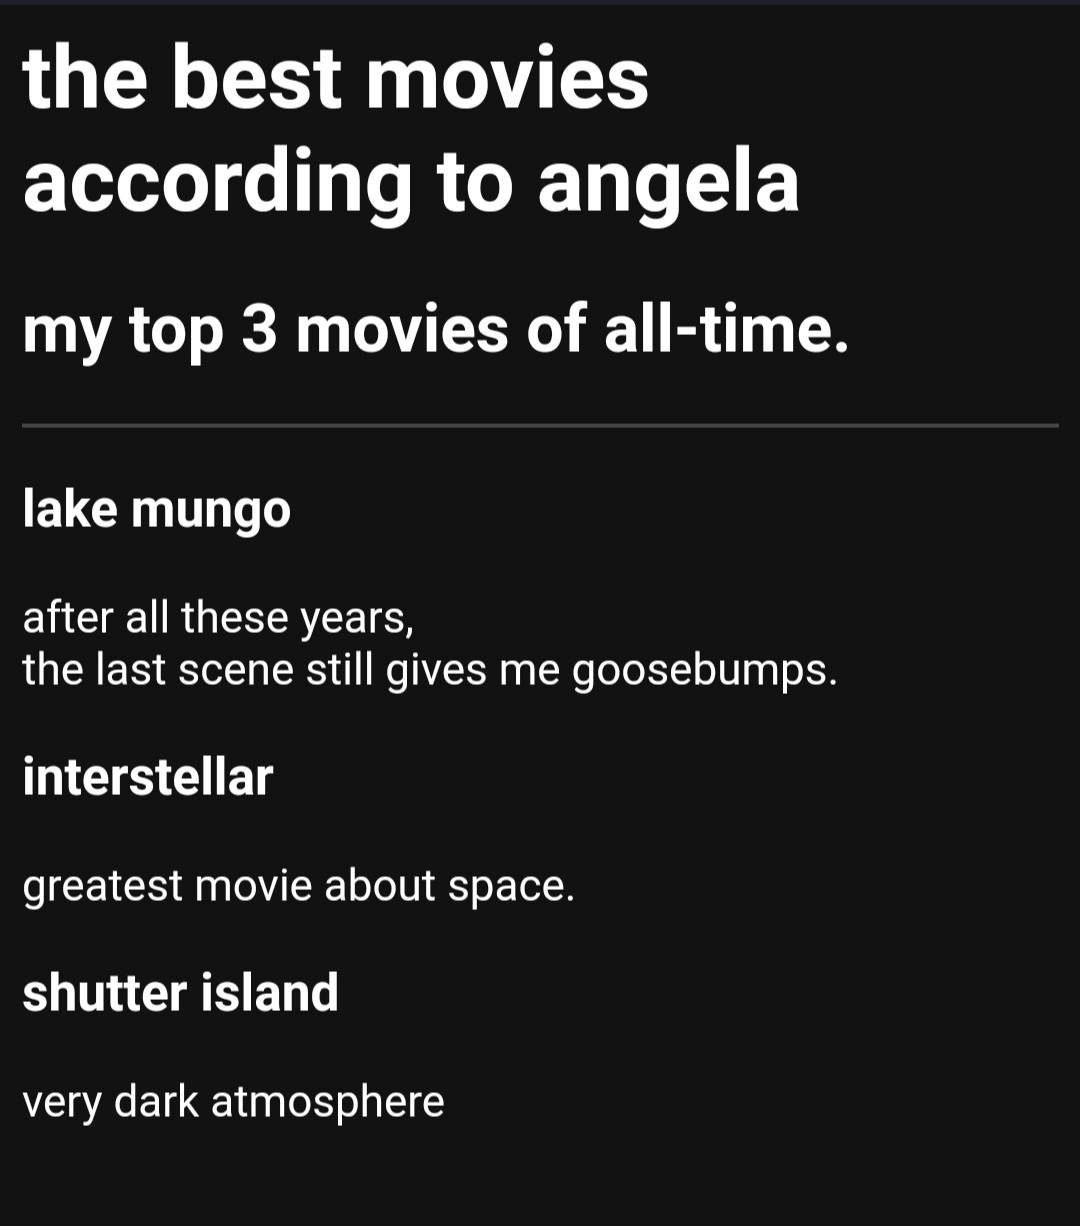 the best movies
according to angela
my top 3 movies of all-time.
lake mungo
after all these years,
the last scene still gives me goosebumps.
interstellar
greatest movie about space.
shutter island
very dark atmosphere